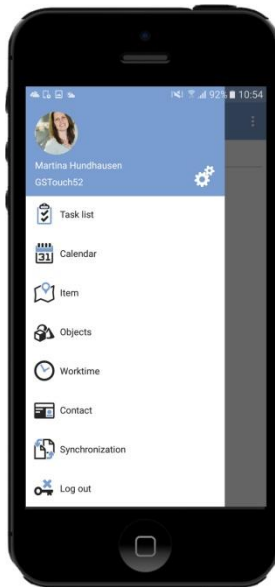 92% 10:54
Martina Hundhausen
GSTouch52
Task list
31
Calendar
Item
Objects
Worktime
Contact
Synchronization
Log out